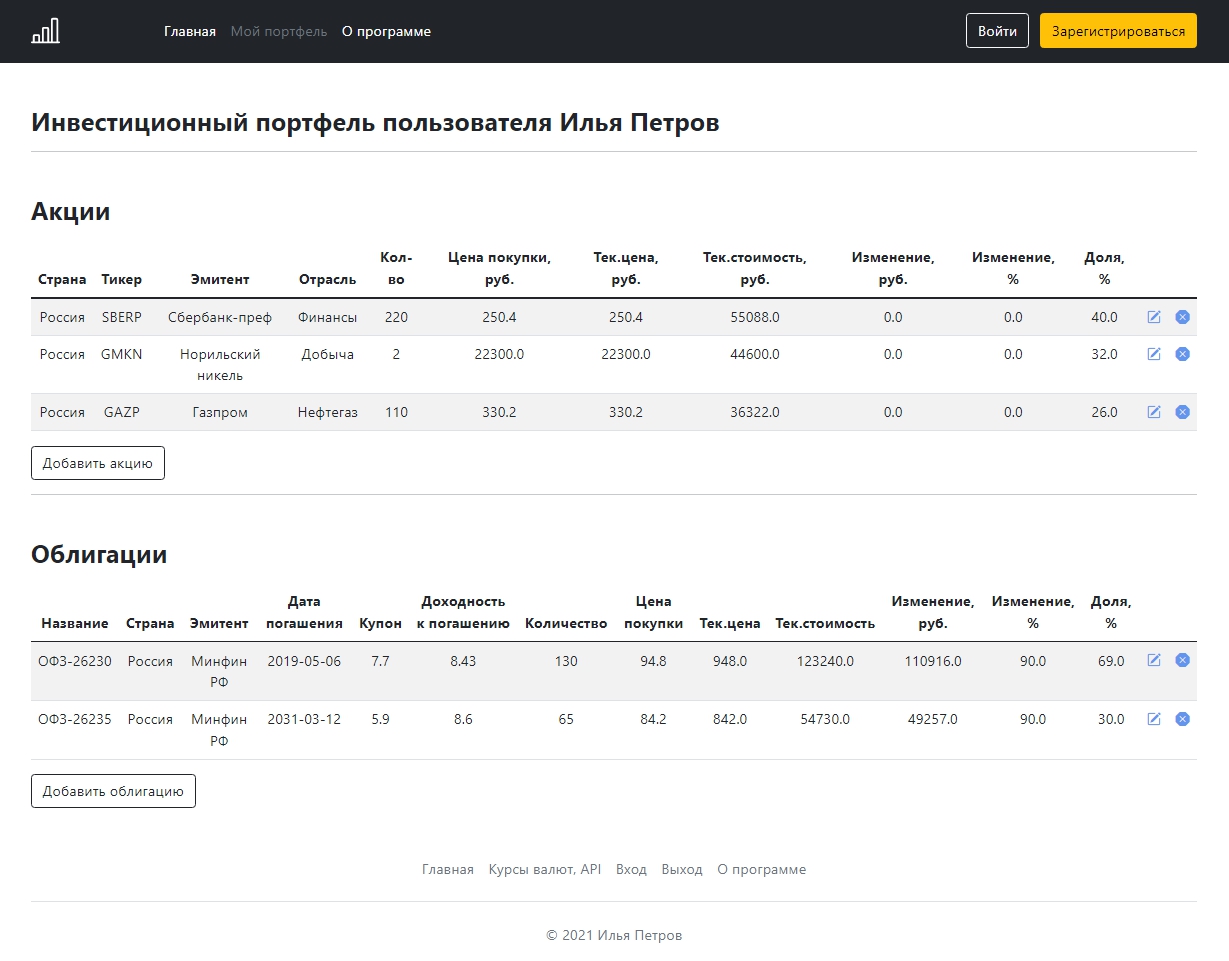 Главная Мой портфель О программе Войти Зарегистрироваться
Инвестиционный портфель пользователя Илья Петров
Акции
Страна Тикер Эмитент Отрасль Кол-во Цена покупки, руб. Тек.цена, руб. Тек.стоимость, руб. Изменение, руб. Изменение, % Доля, %
Россия SBERP Сбербанк-преф Финансы 220 250.4 250.4 55088.0 0.0 0.0 40.0
Россия GMKN Норильский никель Добыча 2 22300.0 22300.0 44600.0 0.0 0.0 32.0
Россия GAZP Газпром Нефтегаз 110 330.2 330.2 36322.0 0.0 0.0 26.0
Добавить акцию
Облигации
Название Страна Эмитент Дата погашения Купон Доходность к погашению Количество Цена покупки Тек.цена Тек.стоимость Изменение, руб. Изменение, % Доля, %
ОФЗ-26230 Россия Минфин РФ 2019-05-06 7.7 8.43 130 94.8 948.0 123240.0 110916.0 90.0 69.0
ОФЗ-26235 Россия Минфин РФ 2031-03-12 5.9 8.6 65 84.2 842.0 54730.0 49257.0 90.0 30.0
Добавить облигацию
Главная Курсы валют, API Вход Выход О программе
© 2021 Илья Петров